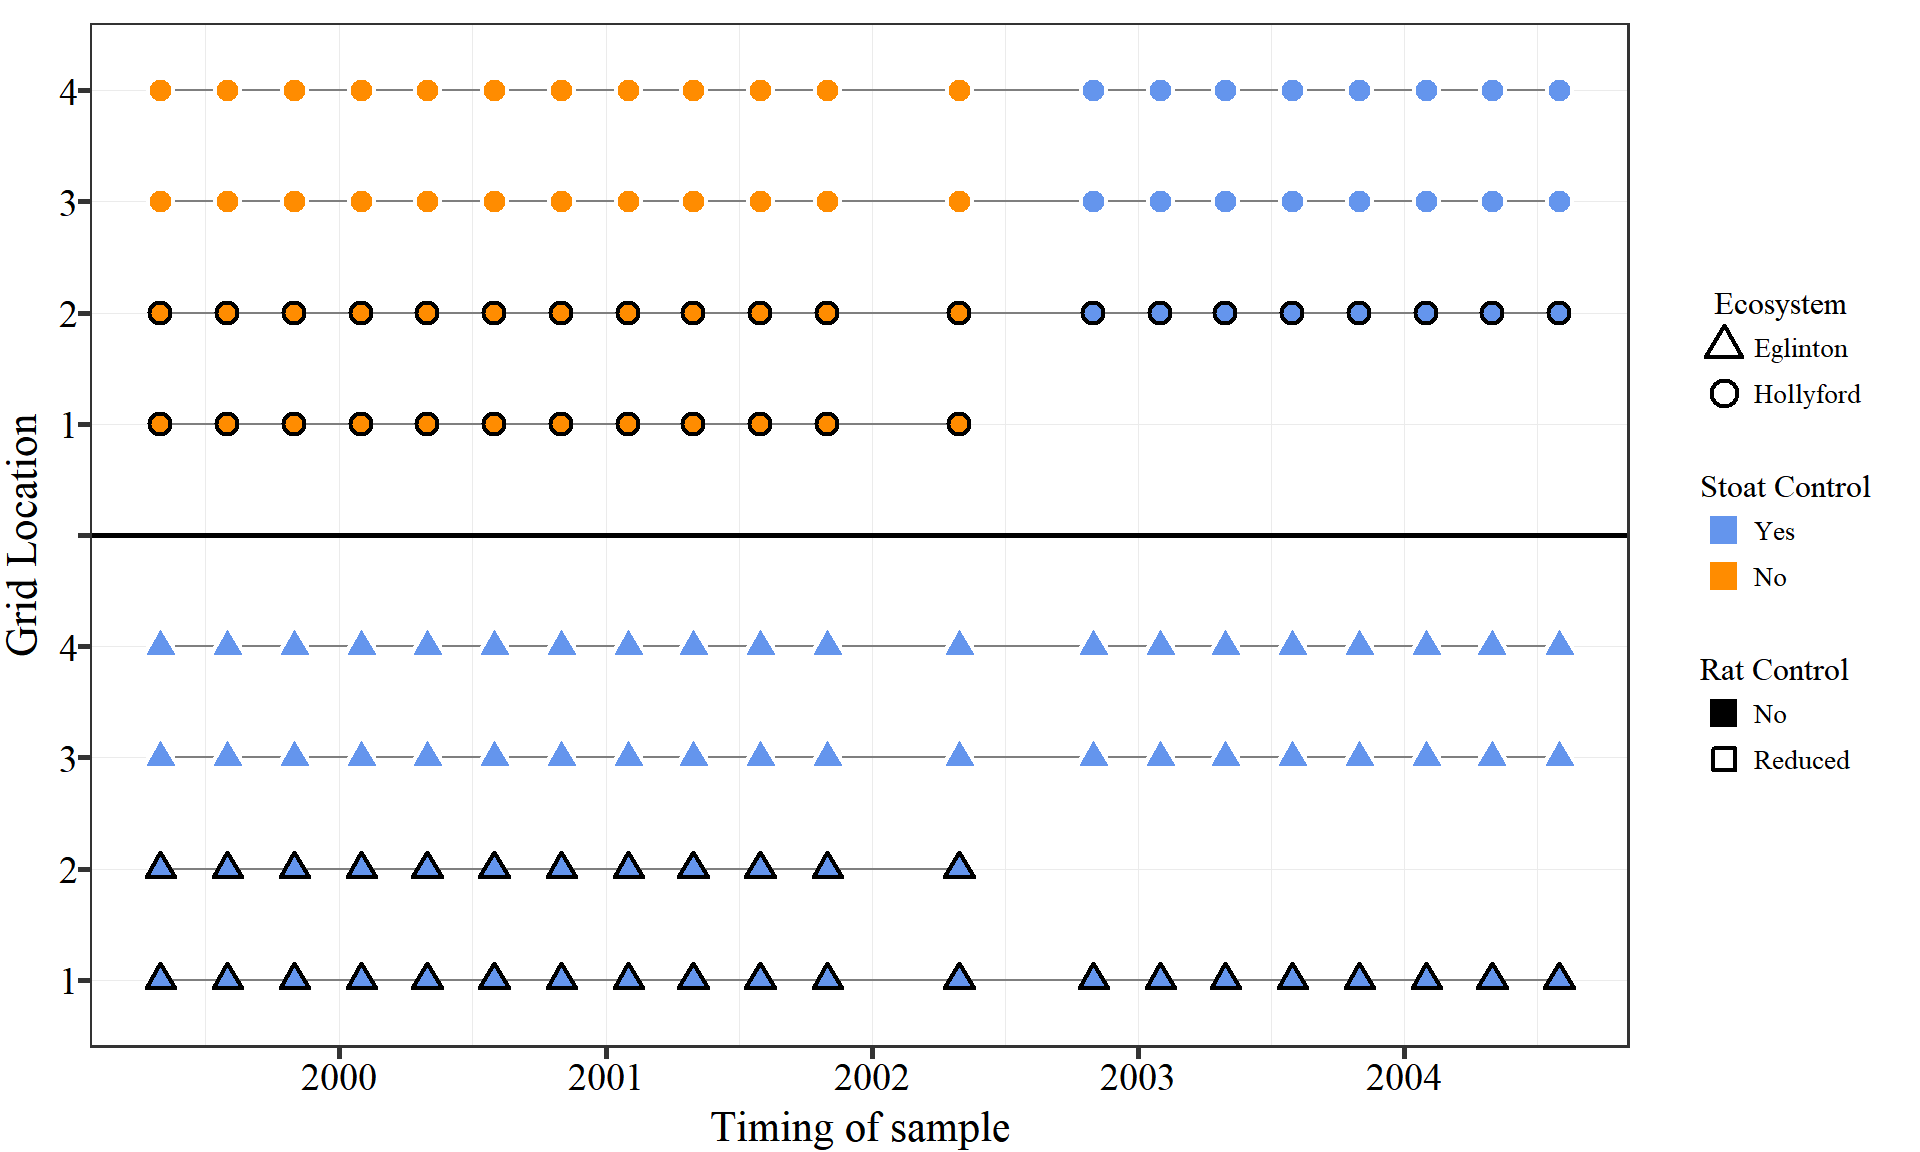 4
3
2
1
4
3
2
1
Grid Location
2000 2001 2002 2003 2004
Timing of sample
Ecosystem
Eglinton
Hollyford
Stoat Control
Yes
No
Rat Control
No
Reduced